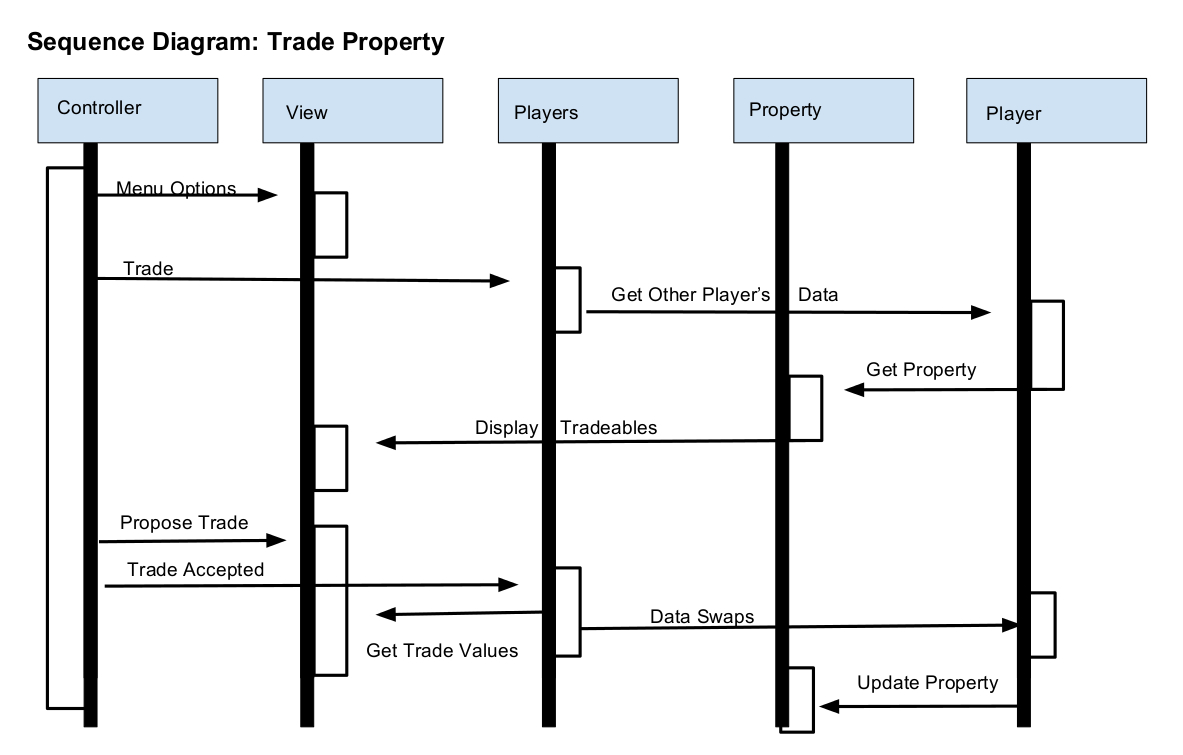 Sequence Diagram: Trade Property
Controller
View
Players
Property
Player
Menu Options
Trade
Get Other Player's Data
Get Property
Display Tradeables
Propose Trade
Trade Accepted
Data Swaps
Get Trade Values
Update Property